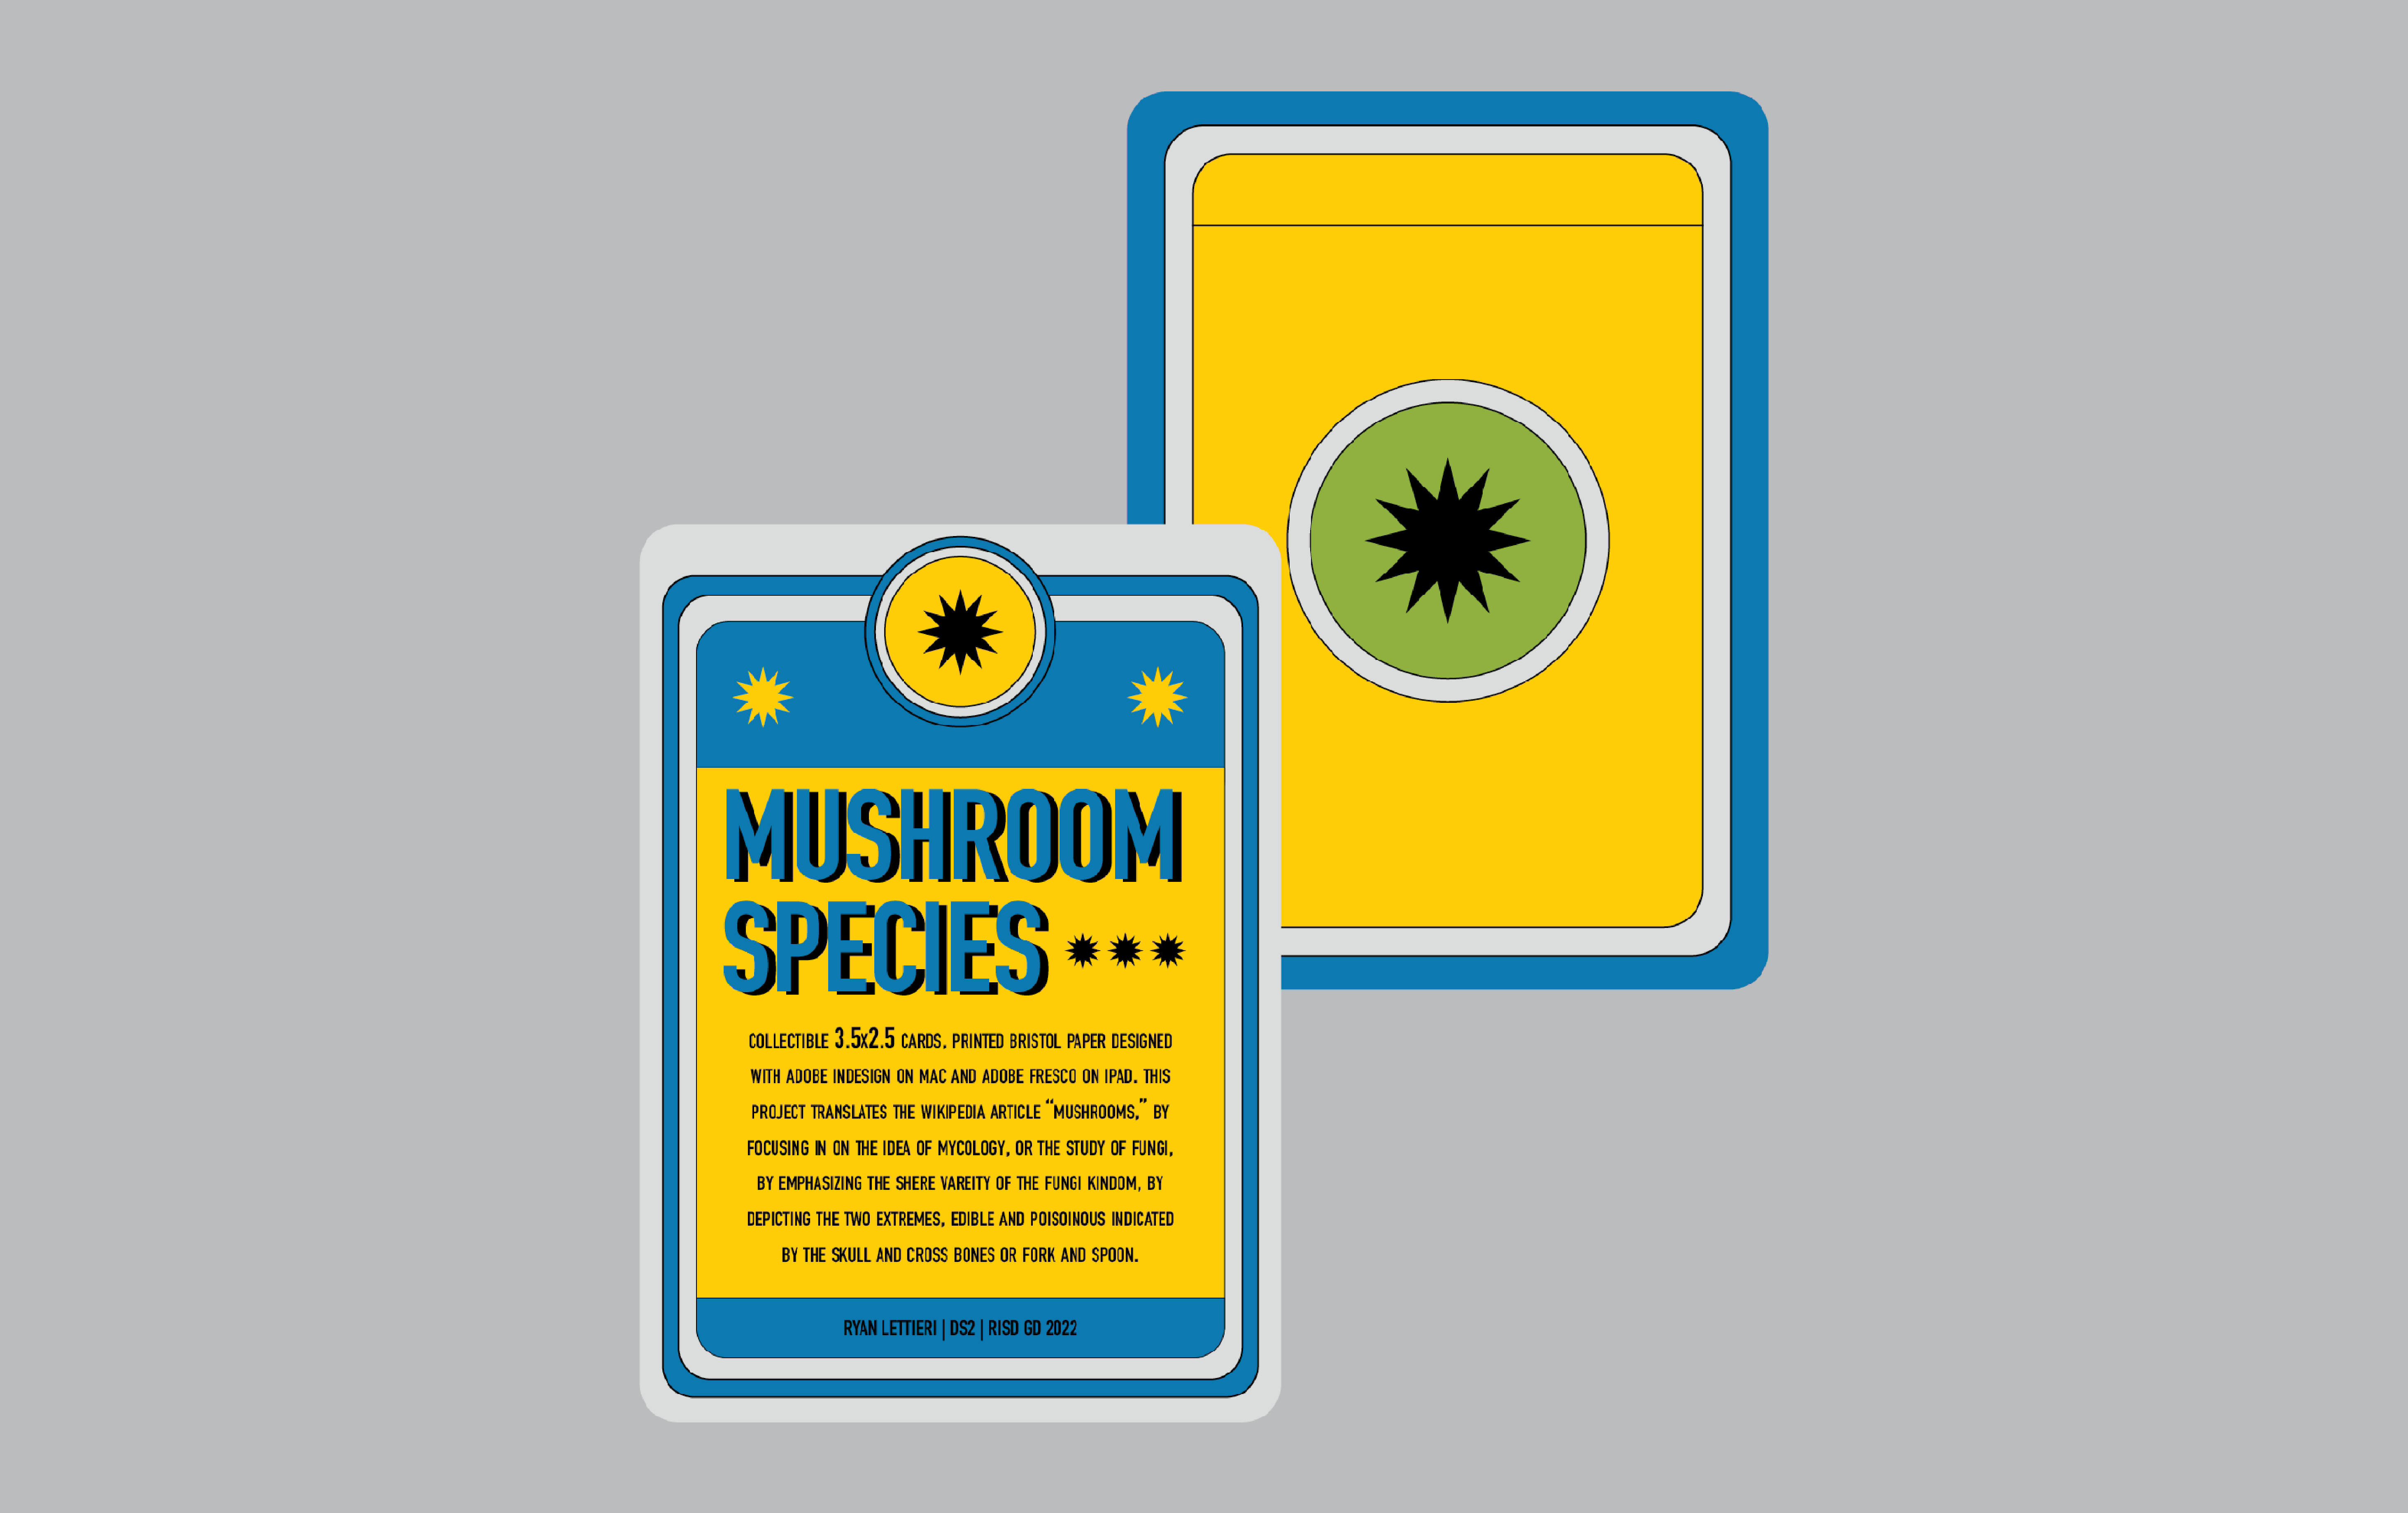 MUSHROOM
SPECIES
COLLECTIBLE 3.5X2.5 CARDS, PRINTED BRISTOL PAPER DESIGNED
WITH ADOBE INDESIGN ON MAC AND ADOBE FRESCO ON IPAD. THIS
PROJECT TRANSLATES THE WIKIPEDIA ARTICLE “MUSHROOMS,” BY
FOCUSING IN ON THE IDEA OF MYCOLOGY, OR THE STUDY OF FUNGI,
BY EMPHASIZING THE SHERE VAREITY OF THE FUNGI KINDOM, BY
DEPICTING THE TWO EXTREMES, EDIBLE AND POISOINOUS INDICATED
BY THE SKULL AND CROSS BONES OR FORK AND SPOON.
RYAN LETTIERI | DS2 | RISD GD 2022